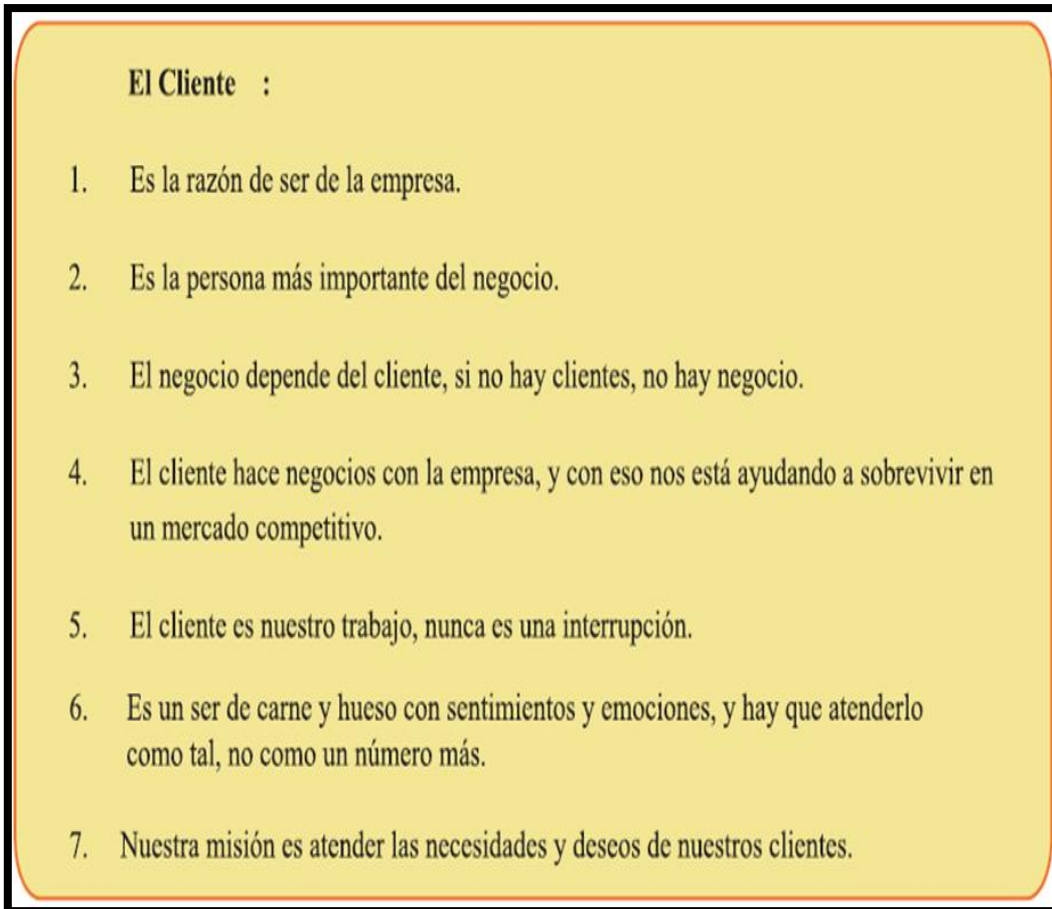 El Cliente :
1. Es la razón de ser de la empresa.
2. Es la persona más importante del negocio.
3. El negocio depende del cliente, si no hay clientes, no hay negocio.
4. El cliente hace negocios con la empresa, y con eso nos está ayudando a sobrevivir en
un mercado competitivo.
5. El cliente es nuestro trabajo, nunca es una interrupción.
6. Es un ser de carne y hueso con sentimientos y emociones, y hay que atenderlo
como tal, no como un número más.
7. Nuestra misión es atender las necesidades y deseos de nuestros clientes.